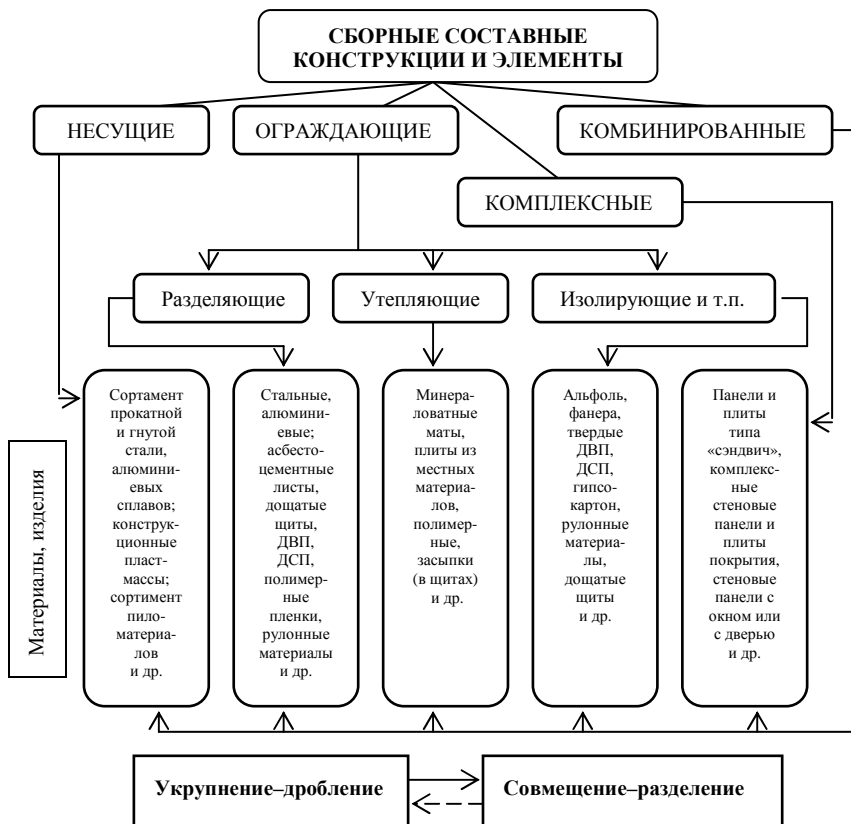 СБОРНЫЕ СОСТАВНЫЕ
КОНСТРУКЦИИ И ЭЛЕМЕНТЫ
НЕСУЩИЕ
ОГРАЖДАЮЩИЕ
КОМБИНИРОВАННЫЕ
КОМПЛЕКСНЫЕ
Разделяющие
Утепляющие
Изолирующие и т.п.
Материалы, изделия
Сортамент
прокатной
и гнутой
стали,
алюмини-
евых
сплавов;
конструк-
ционные
пласт-
массы;
сортимент
пило-
материа-
лов
и др.
Стальные,
алюмини-
евые;
асбесто-
цементные
листы,
дощатые
щиты,
ДВП,
ДСП,
полимер-
ные
пленки,
рулонные
материалы
и др.
Минера-
ловатные
маты,
плиты из
местных
материа-
лов,
полимер-
ные,
засыпки
(в щитах)
и др.
Альфоль,
фанера,
твердые
ДВП,
ДСП,
гипсо-
картон,
рулонные
материа-
лы,
дощатые
щиты
и др.
Панели и
плиты
типа
«сэндвич»,
комплекс-
ные
стеновые
панели и
плиты
покрытия,
стеновые
панели с
окном или
с дверью
и др.
Укрупнение–дробление
Совмещение–разделение